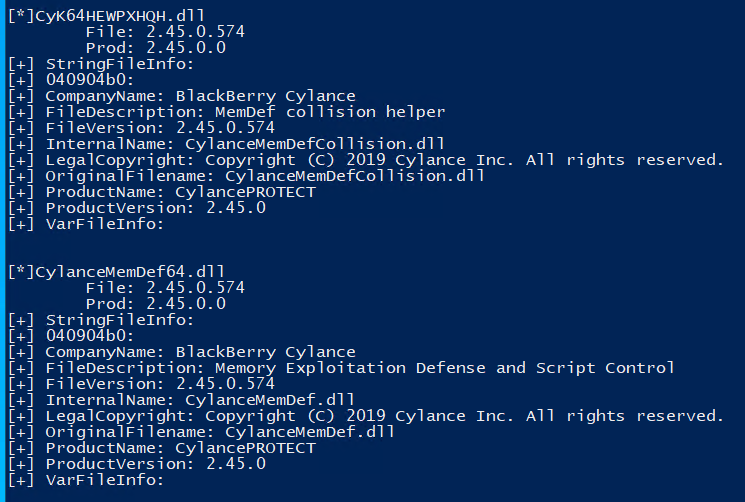 [*]CyK64HEWPXHQH.dll
File: 2.45.0.574
Prod: 2.45.0.0
[+] StringFileInfo:
[+] 040904b0:
[+] CompanyName: BlackBerry Cylance
[+] FileDescription: MemDef collision helper
[+] FileVersion: 2.45.0.574
[+] InternalName: CylanceMemDefCollision.dll
[+] LegalCopyright: Copyright (C) 2019 Cylance Inc. All rights reserved.
[+] OriginalFilename: CylanceMemDefCollision.dll
[+] ProductName: CylancePROTECT
[+] ProductVersion: 2.45.0
[+] VarFileInfo:
[*]CylanceMemDef64.dll
File: 2.45.0.574
Prod: 2.45.0.0
[+] StringFileInfo:
[+] 040904b0:
[+] CompanyName: BlackBerry Cylance
[+] FileDescription: Memory Exploitation Defense and Script Control
[+] FileVersion: 2.45.0.574
[+] InternalName: CylanceMemDef.dll
[+] LegalCopyright: Copyright (C) 2019 Cylance Inc. All rights reserved.
[+] OriginalFilename: CylanceMemDef.dll
[+] ProductName: CylancePROTECT
[+] ProductVersion: 2.45.0
[+] VarFileInfo: